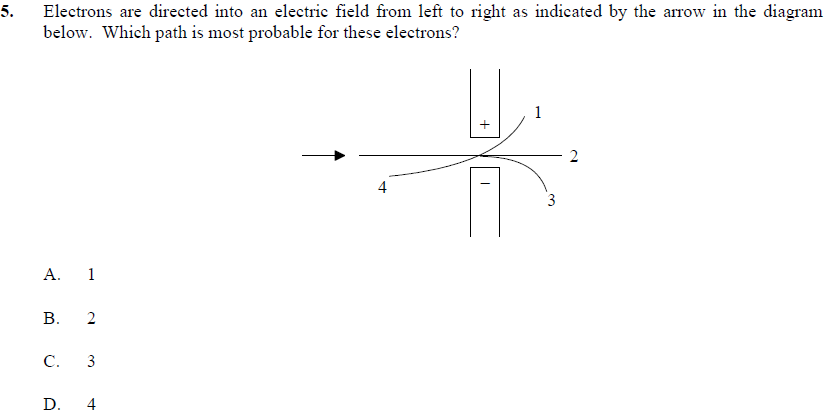 5. Electrons are directed into an electric field from left to right as indicated by the arrow in the diagram
below. Which path is most probable for these electrons?
1
+
2
4
–
3
A. 1
B. 2
C. 3
D. 4